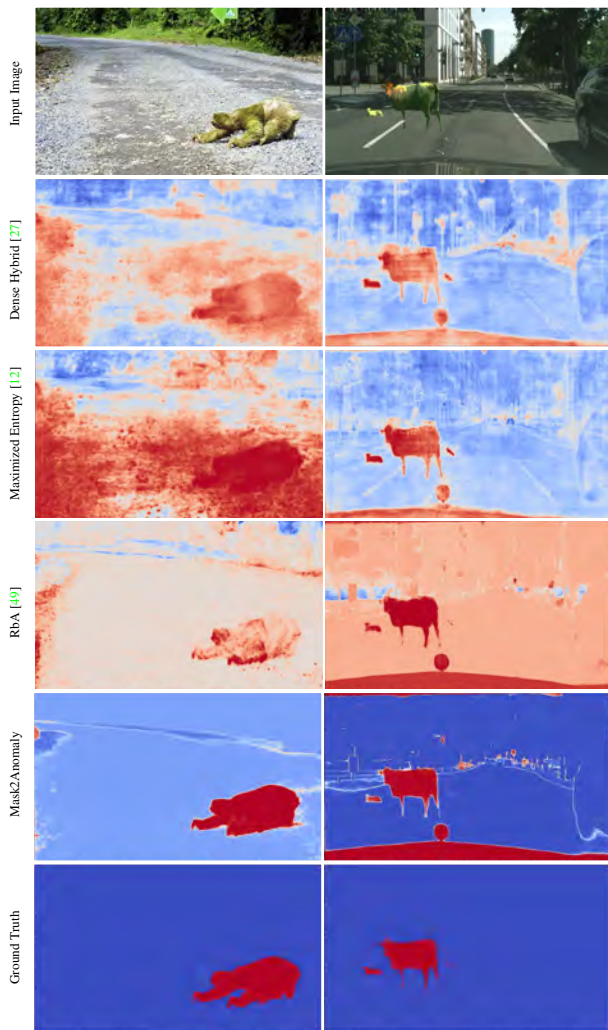 Input Image
Dense Hybrid [27]
Maximized Entropy [12]
RbA [49]
Mask2Anomaly
Ground Truth